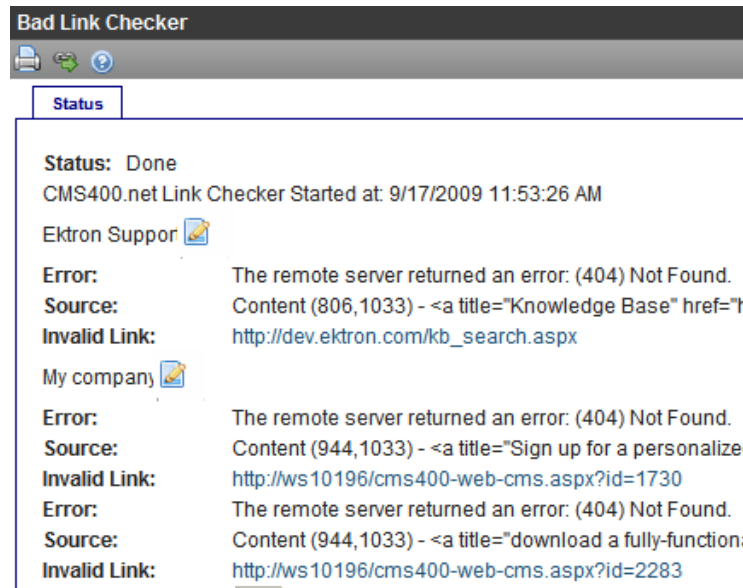 Bad Link Checker
Status
Status: Done
CMS400.net Link Checker Started at: 9/17/2009 11:53:26 AM
Ektron Suppor
Error: The remote server returned an error: (404) Not Found.
Source: Content (806,1033) - <a title="Knowledge Base" href="h
Invalid Link: http://dev.ektron.com/kb_search.aspx
My company
Error: The remote server returned an error: (404) Not Found.
Source: Content (944,1033) - <a title="Sign up for a personalize
Invalid Link: http://ws10196/cms400-web-cms.aspx?id=1730
Error: The remote server returned an error: (404) Not Found.
Source: Content (944,1033) - <a title="download a fully-function
Invalid Link: http://ws10196/cms400-web-cms.aspx?id=2283